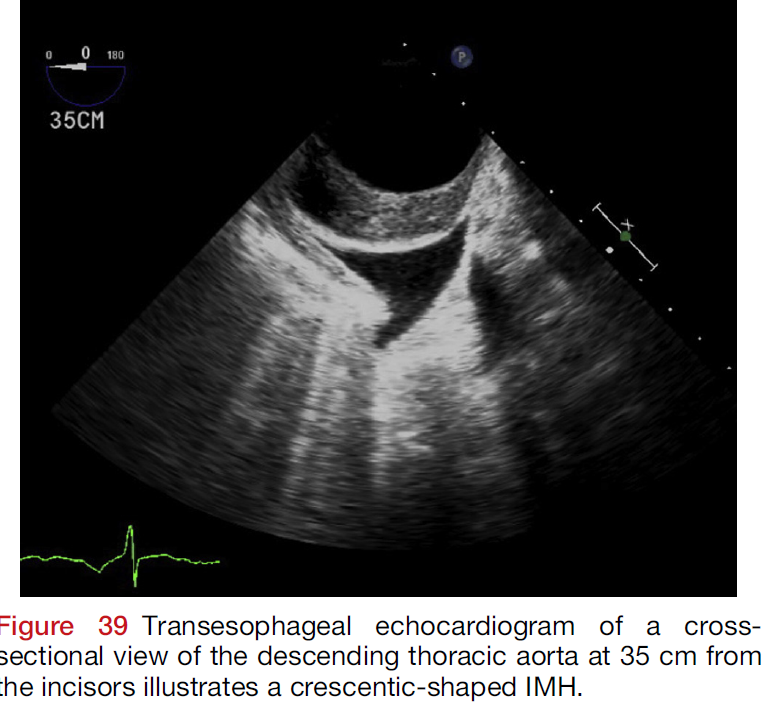 0 0 180
P
35CM
X
Figure 39 Transesophageal echocardiogram of a cross-
sectional view of the descending thoracic aorta at 35 cm from
the incisors illustrates a crescentic-shaped IMH.